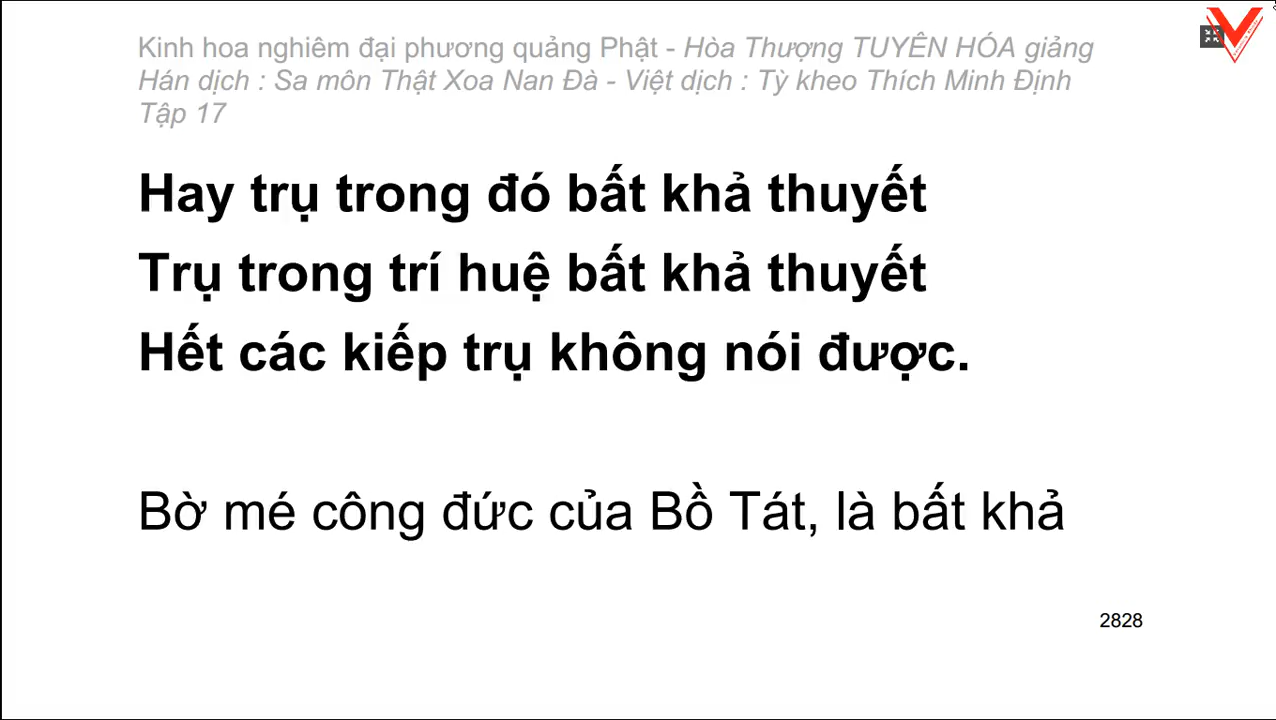 Kinh hoa nghiêm đại phương quảng Phật - Hòa Thượng TUYÊN HÓA giảng
Hán dịch : Sa môn Thật Xoa Nan Đà - Việt dịch : Tỳ kheo Thích Minh Định
Tập 17
Hay trụ trong đó bất khả thuyết
Trụ trong trí huệ bất khả thuyết
Hết các kiếp trụ không nói được.
Bờ mé công đức của Bồ Tát, là bất khả
2828